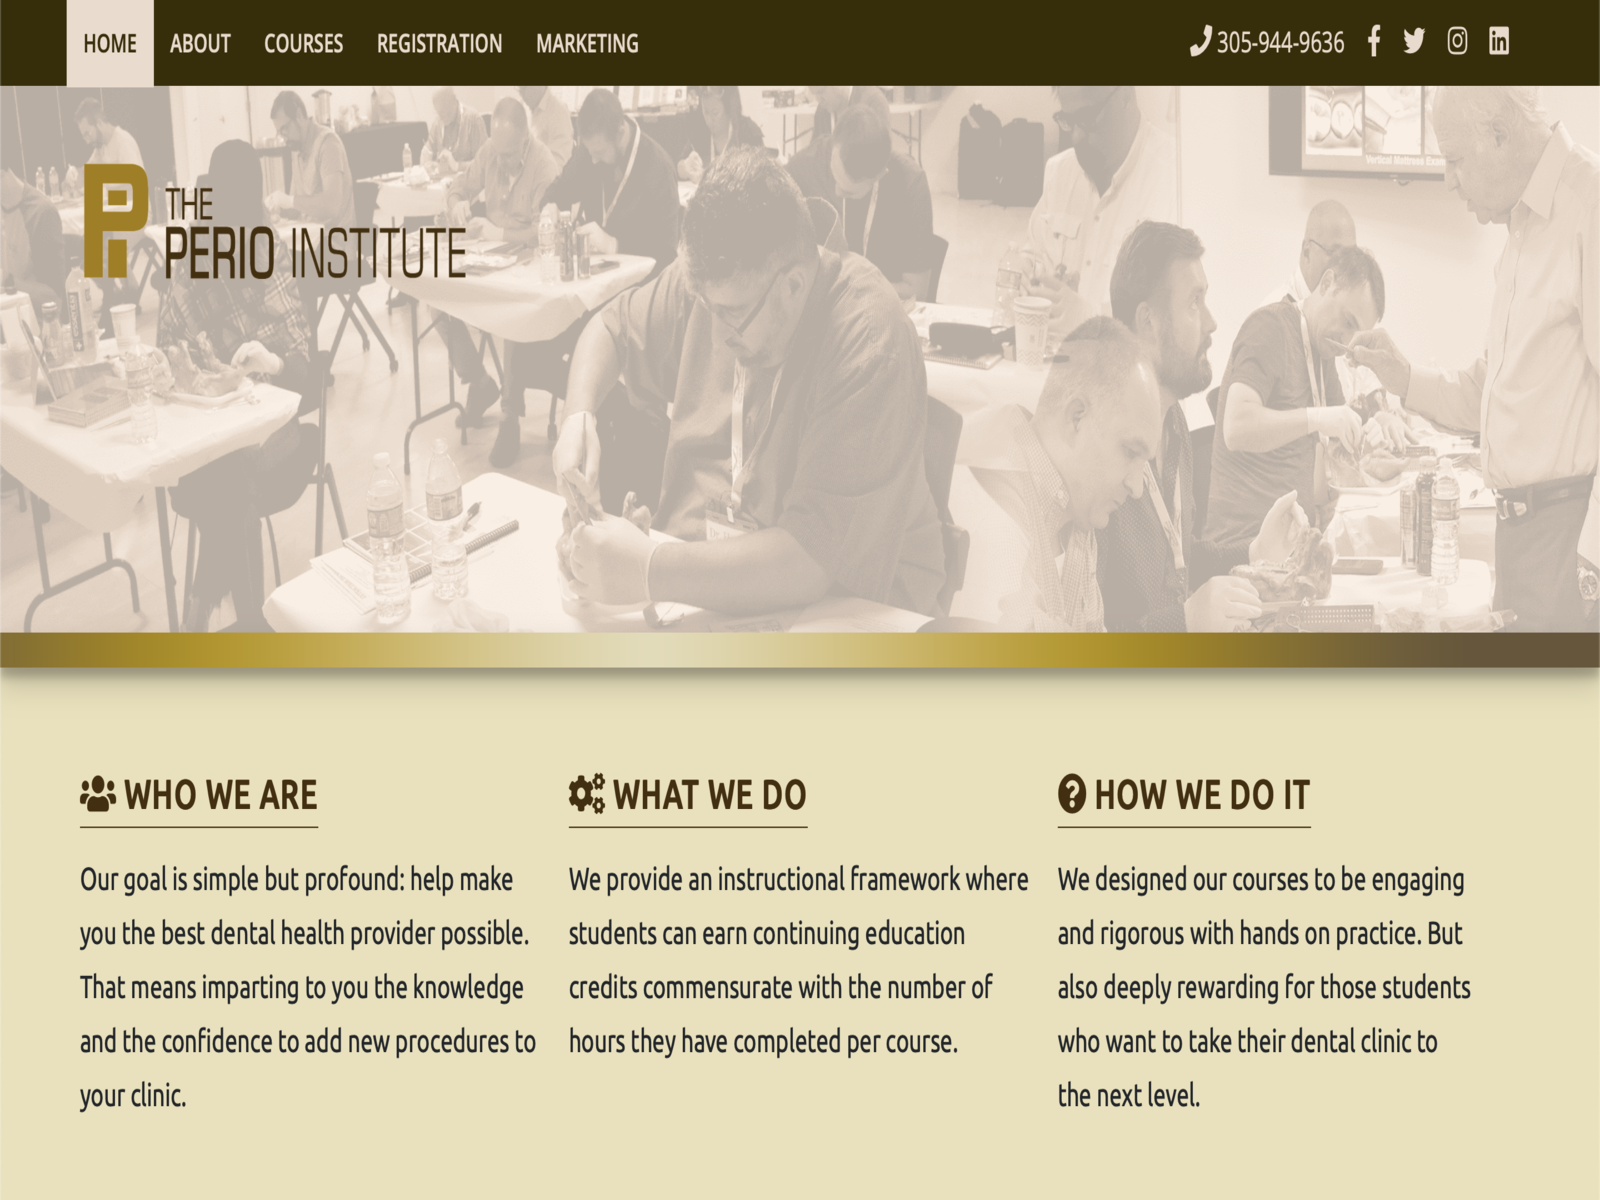 HOME ABOUT COURSES REGISTRATION MARKETING 305-944-9636
Vertical Mattress
THE
PERIO INSTITUTE
WHO WE ARE
Our goal is simple but profound: help make
you the best dental health provider possible.
That means imparting to you the knowledge
and the confidence to add new procedures to
your clinic.
WHAT WE DO
We provide an instructional framework where
students can earn continuing education
credits commensurate with the number of
hours they have completed per course.
HOW WE DO IT
We designed our courses to be engaging
and rigorous with hands on practice. But
also deeply rewarding for those students
who want to take their dental clinic to
the next level.